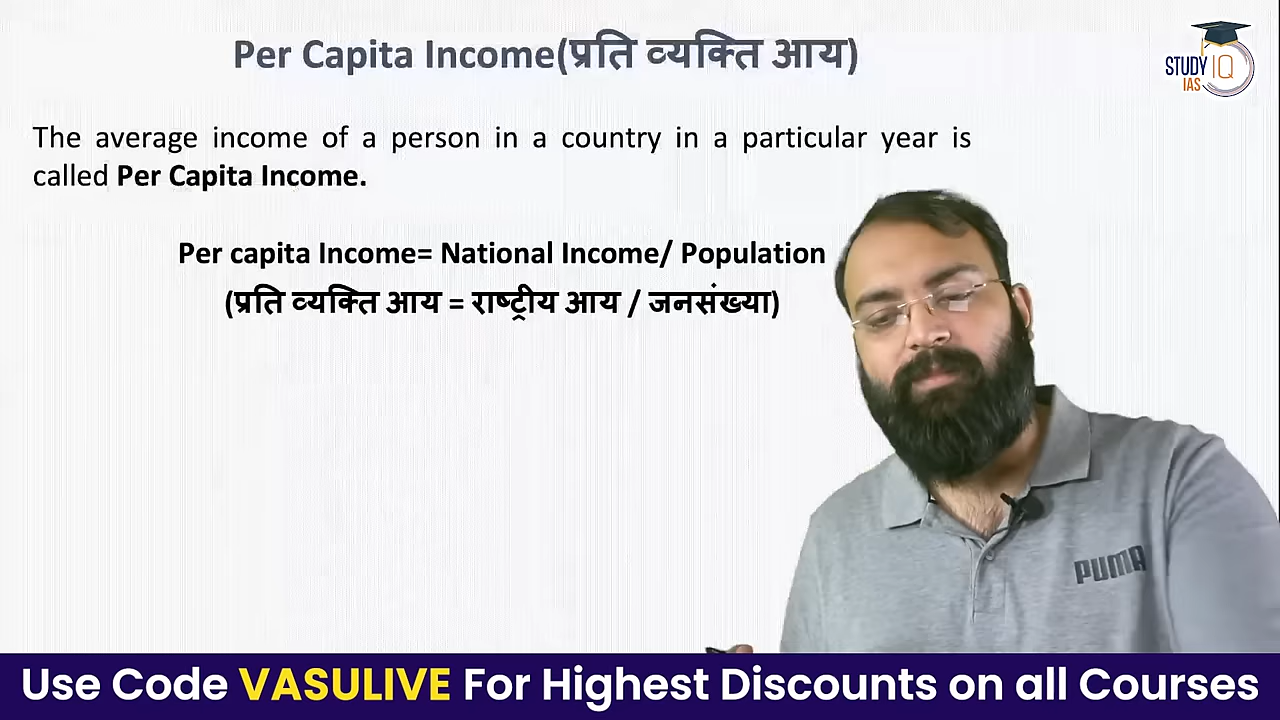 Per Capita Income(प्रति व्यक्ति आय)
STUDY IQ
IAS
The average income of a person in a country in a particular year is
called Per Capita Income.
Per capita Income= National Income/ Population
(प्रति व्यक्ति आय = राष्ट्रीय आय / जनसंख्या)
PUMA
Use Code VASULIVE For Highest Discounts on all Courses